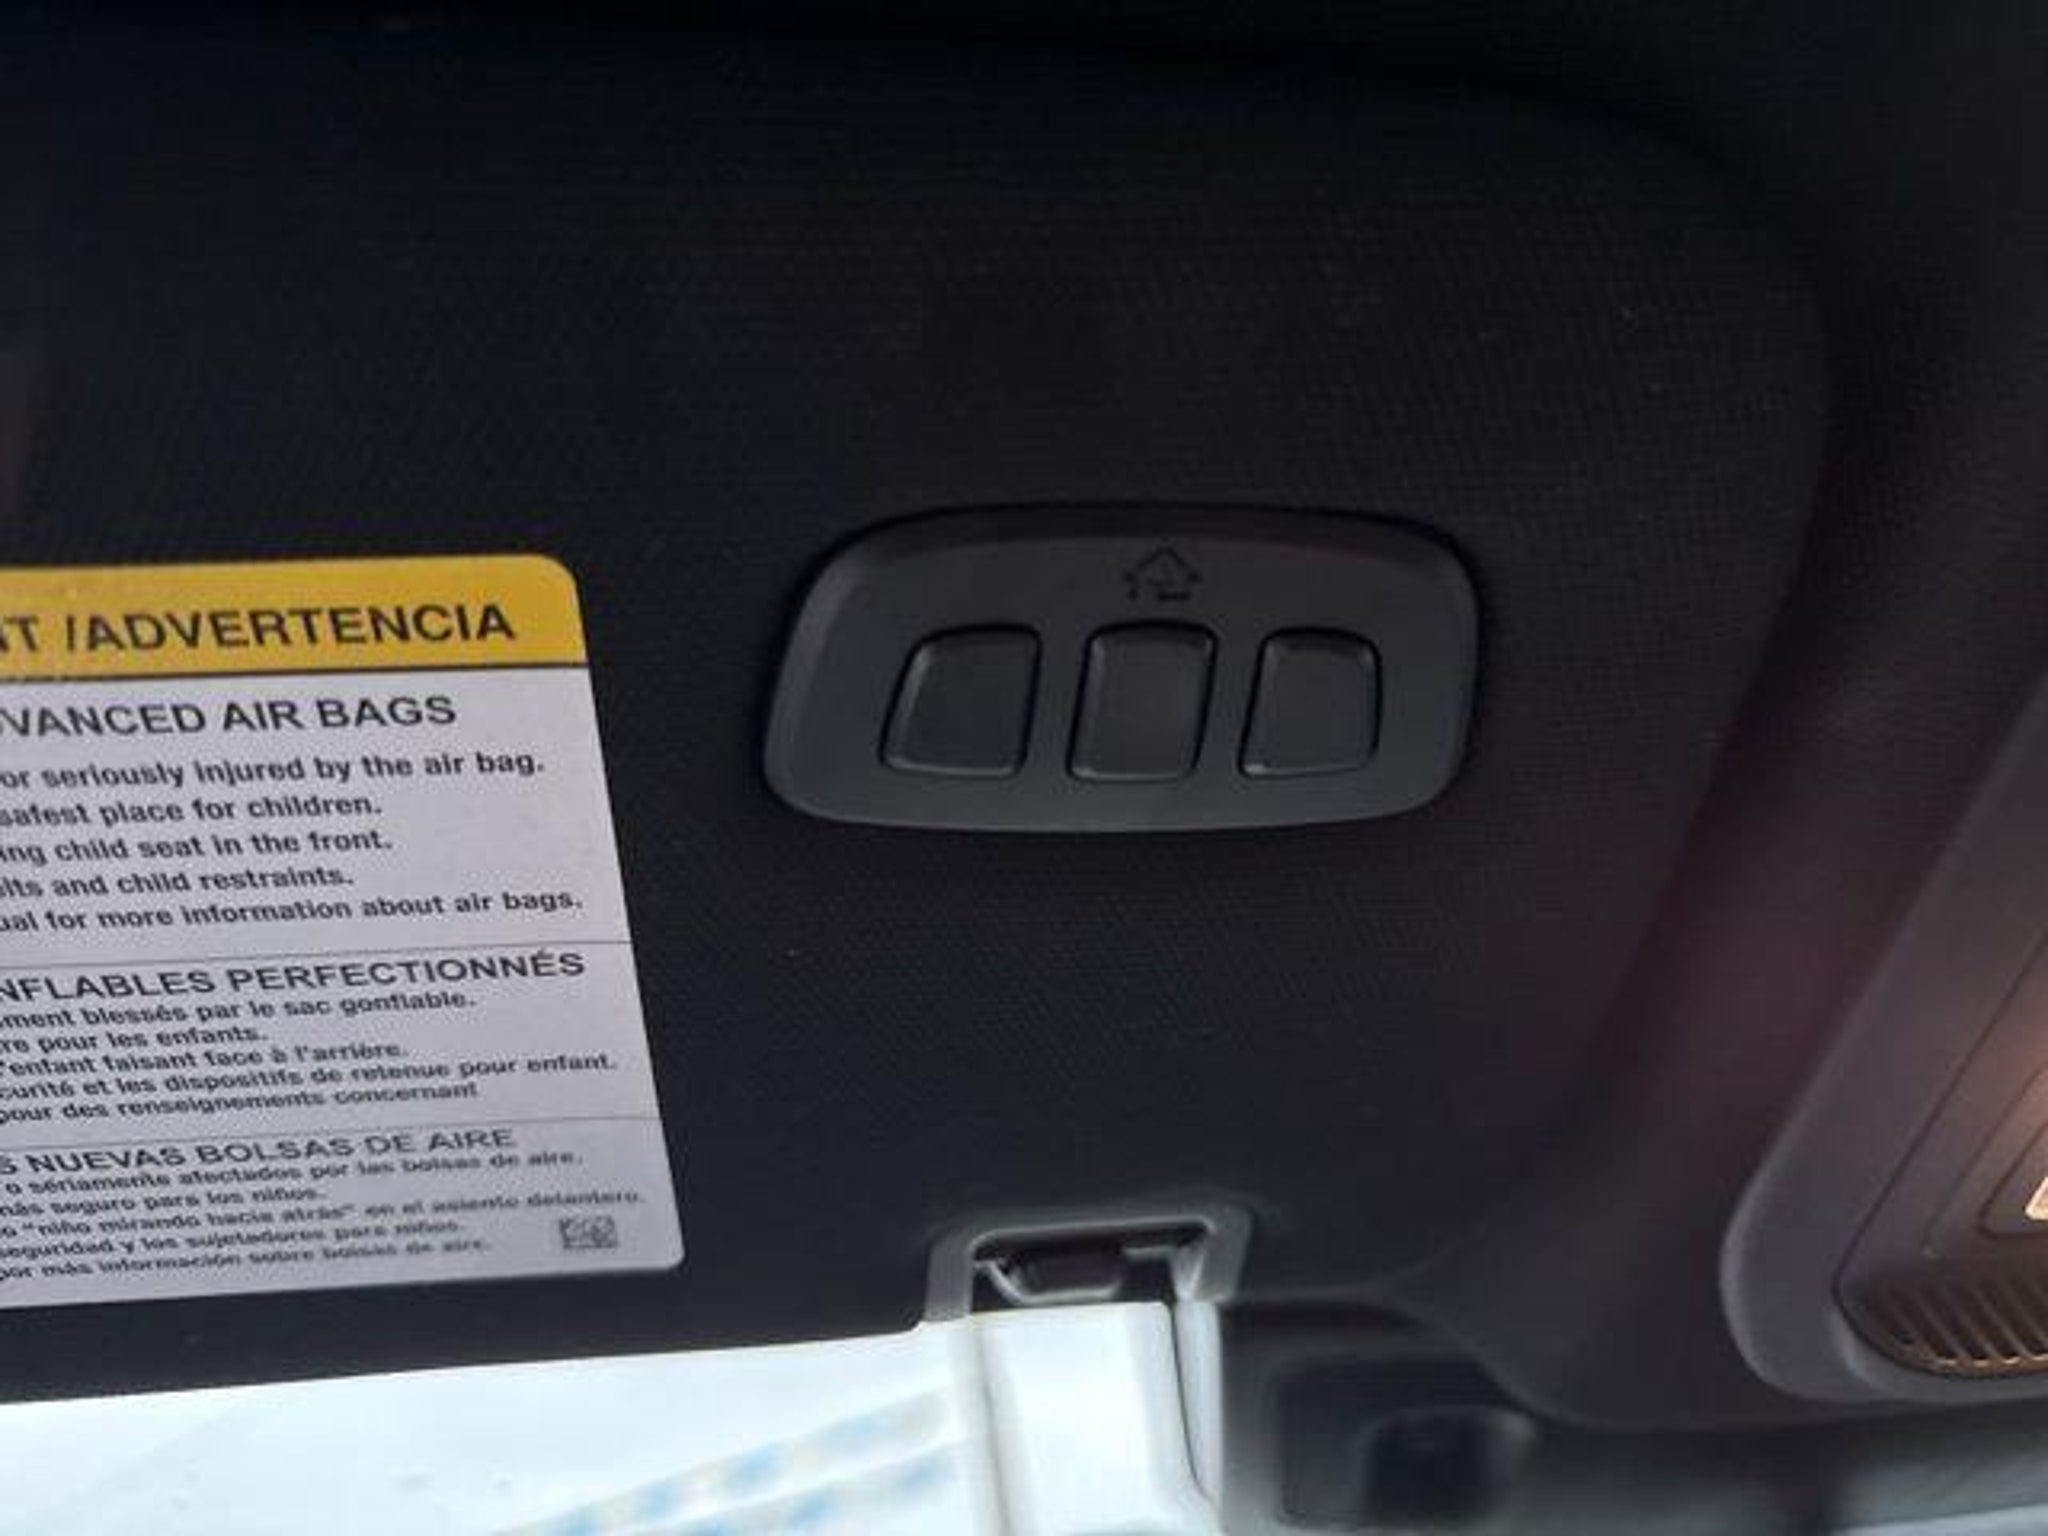 NT /ADVERTENCIA
VANCED AIR BAGS
or seriously injured by the air bag.
safest place for children.
ing child seat in the front.
elts and child restraints.
ual for more information about air bags.
NFLABLES PERFECTIONNÉS
ment blessés par le sac gonflable.
re pour les enfants.
'enfant faisant face à l'arrière.
curité et les dispositifs de retenue pour enfant.
pour des renseignements concernant
S NUEVAS BOLSAS DE AIRE
o sériamente afectados por las bolsas de aire.
más seguro para los niños.
o "niño mirando hacia atrás" en el asiento delantero.
seguridad y los sujetadores para niños.
por más información sobre bolsas de aire.